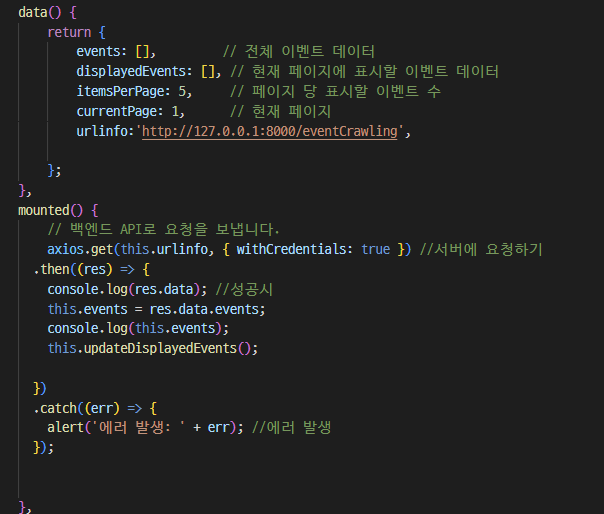 data() {
return {
events: [], // 전체 이벤트 데이터
displayedEvents: [], // 현재 페이지에 표시할 이벤트 데이터
itemsPerPage: 5, // 페이지 당 표시할 이벤트 수
currentPage: 1, // 현재 페이지
urlinfo:'http://127.0.0.1:8000/eventCrawling',
};
},
mounted() {
// 백엔드 API로 요청을 보냅니다.
axios.get(this.urlinfo, { withCredentials: true }) //서버에 요청하기
.then((res) => {
console.log(res.data); //성공시
this.events = res.data.events;
console.log(this.events);
this.updateDisplayedEvents();
})
.catch((err) => {
alert('에러 발생: ' + err); //에러 발생
});
},